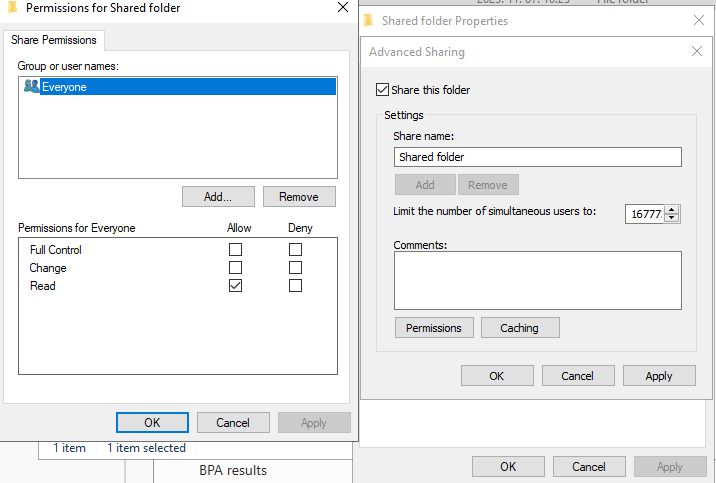 Permissions for Shared folder
Share Permissions
Group or user names:
Everyone
Add...
Remove
Permissions for Everyone
Allow
Deny
Full Control
Change
Read
OK
Cancel
Apply
1 item
1 item selected
BPA results
Shared folder Properties
Advanced Sharing
Share this folder
Settings
Share name:
Shared folder
Add
Remove
Limit the number of simultaneous users to:
16777
Comments:
Permissions
Caching
OK
Cancel
Apply
OK
Cancel
Apply